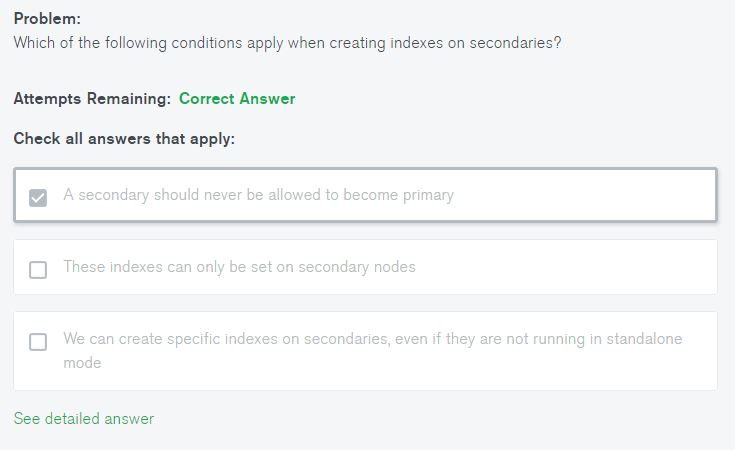 Problem:
Which of the following conditions apply when creating indexes on secondaries?
Attempts Remaining: Correct Answer
Check all answers that apply:
A secondary should never be allowed to become primary
These indexes can only be set on secondary nodes
We can create specific indexes on secondaries, even if they are not running in standalone
mode
See detailed answer